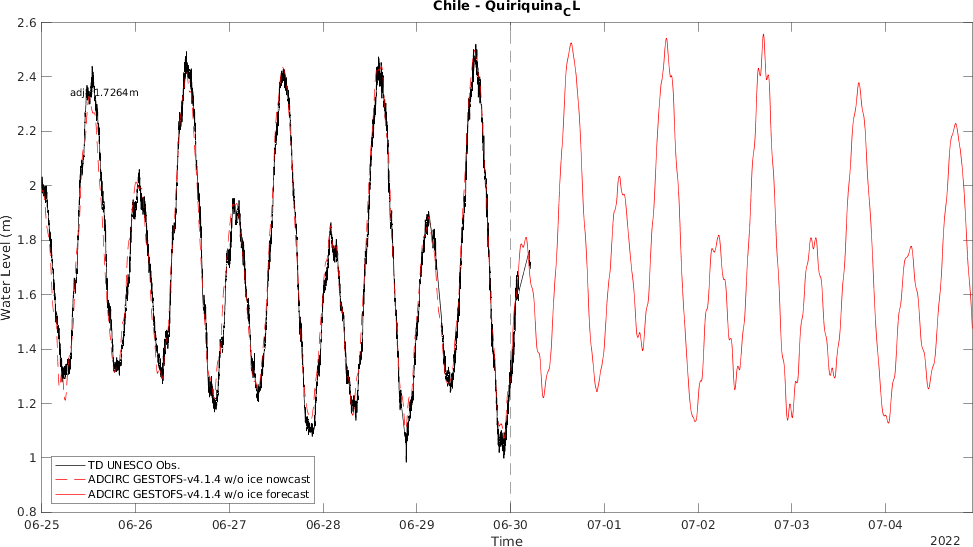 Chile - Quiriquina_CL
2.6
2.4
2.2
2
1.8
1.6
1.4
1.2
1
0.8
Water Level (m)
adj: 1.7264m
TD UNESCO Obs.
ADCIRC GESTOFS-v4.1.4 w/o ice nowcast
ADCIRC GESTOFS-v4.1.4 w/o ice forecast
06-25 06-26 06-27 06-28 06-29 06-30 07-01 07-02 07-03 07-04
Time
2022